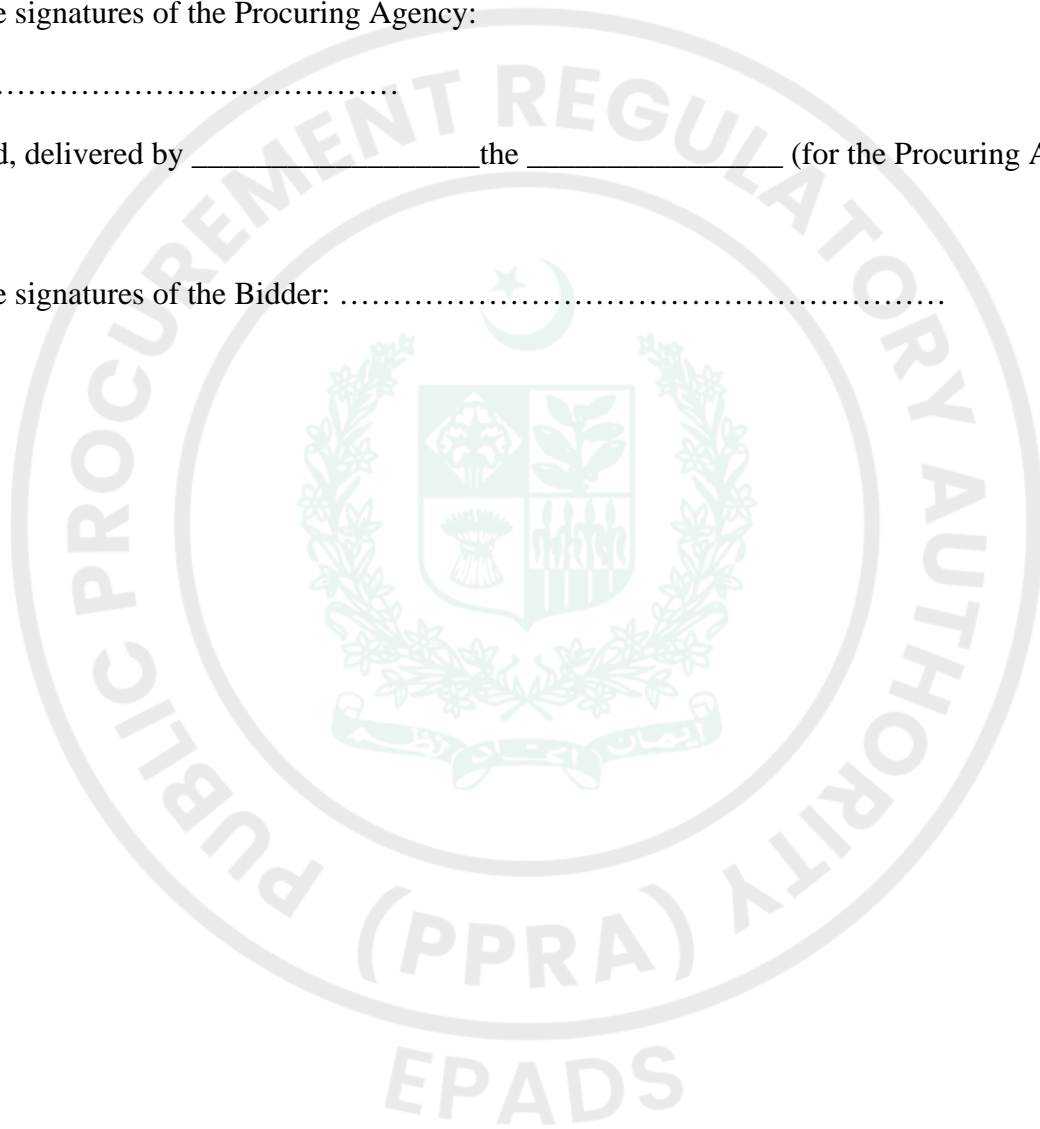 e signatures of the Procuring Agency:
……………………………….
d, delivered by __________________the ________________ (for the Procuring A
e signatures of the Bidder: ……………………………………………….
PUBLIC PROCUREMENT REGULATORY AUTHORITY
(PPRA)
EPADS